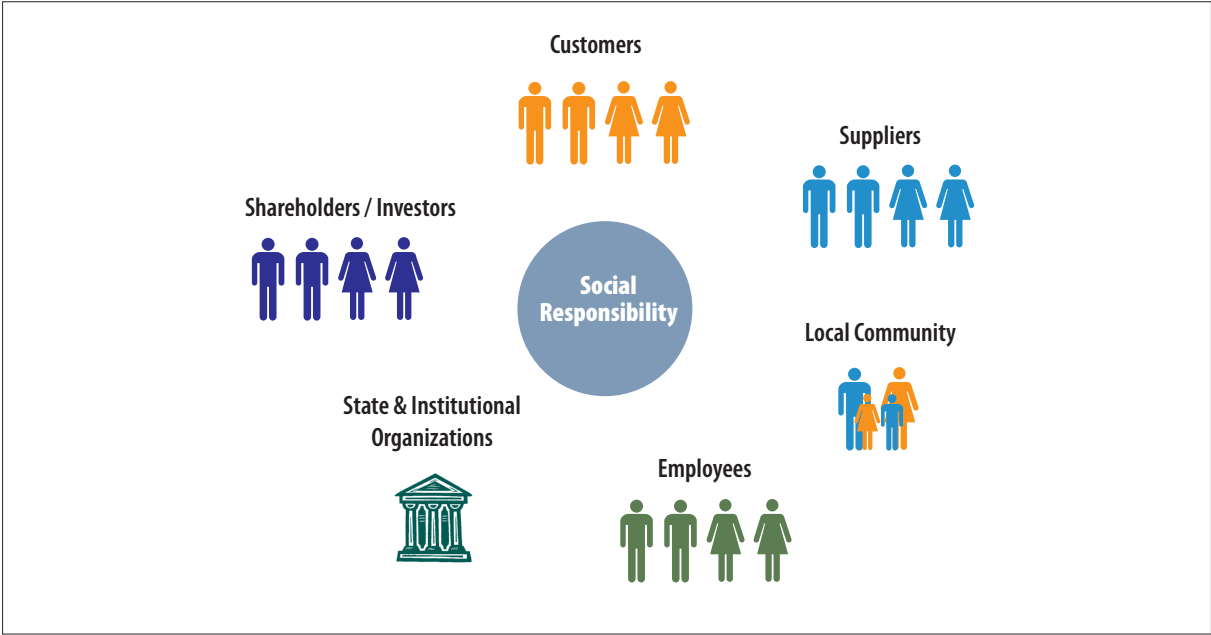 Customers
Suppliers
Shareholders / Investors
Social
Responsibility
Local Community
State & Institutional
Organizations
Employees